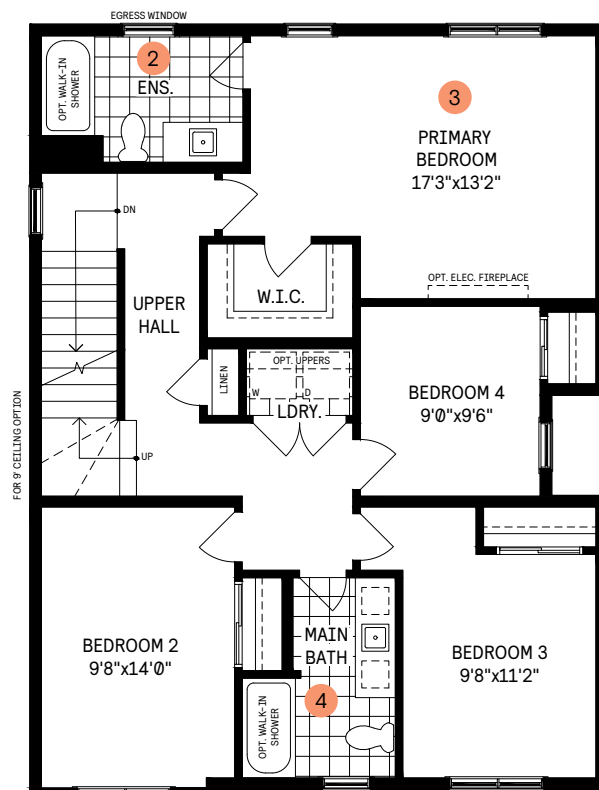 EGRESS WINDOW
OPT. WALK-IN
SHOWER
2
ENS.
3
PRIMARY
BEDROOM
17'3"x13'2"
DN
OPT. ELEC. FIREPLACE
W.I.C.
UPPER
HALL
LINEN
OPT. UPPERS
W D
LDRY.
BEDROOM 4
9'0"x9'6"
FOR 9' CEILING OPTION
UP
BEDROOM 2
9'8"x14'0"
MAIN
BATH
4
OPT. WALK-IN
SHOWER
BEDROOM 3
9'8"x11'2"